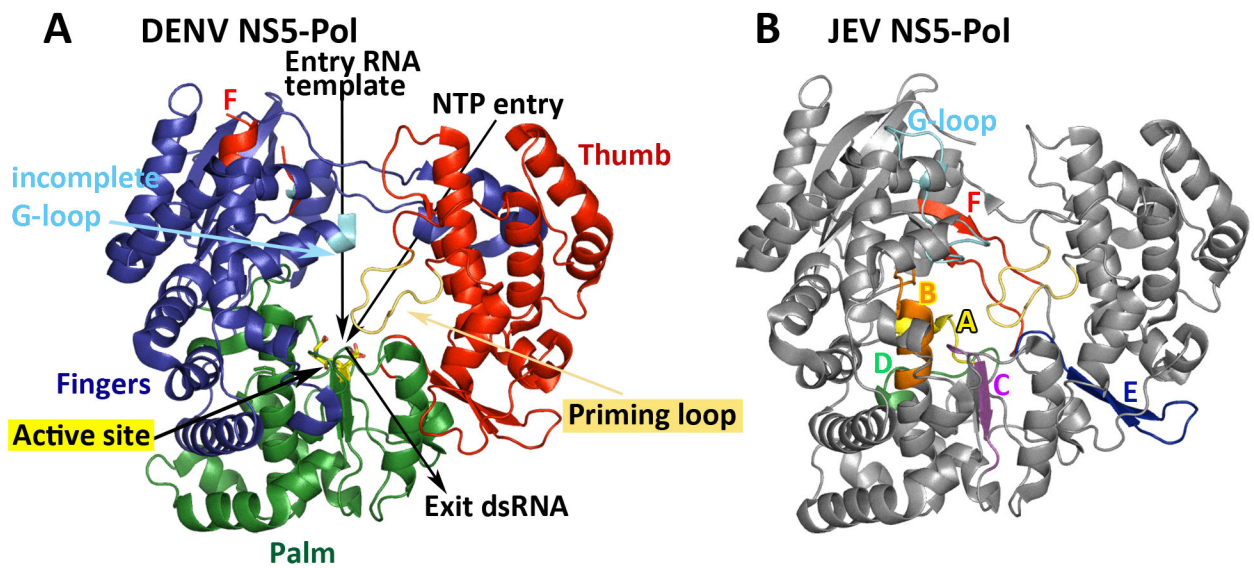 A
DENV NS5-Pol
Entry RNA
template
NTP entry
F
Thumb
incomplete
G-loop
Fingers
Active site
Priming loop
Exit dsRNA
Palm
B
JEV NS5-Pol
G-loop
F
B
A
D
C
E